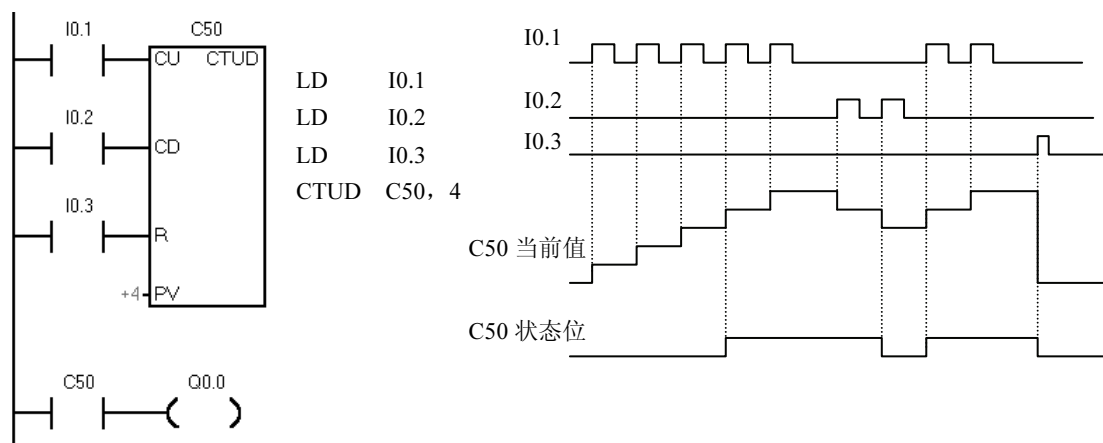 I0.1
C50
CU CTUD
I0.2
CD
I0.3
R
+4 PV
C50 Q0.0
LD I0.1
LD I0.2
LD I0.3
CTUD C50，4
I0.1
I0.2
I0.3
C50 当前值
C50 状态位